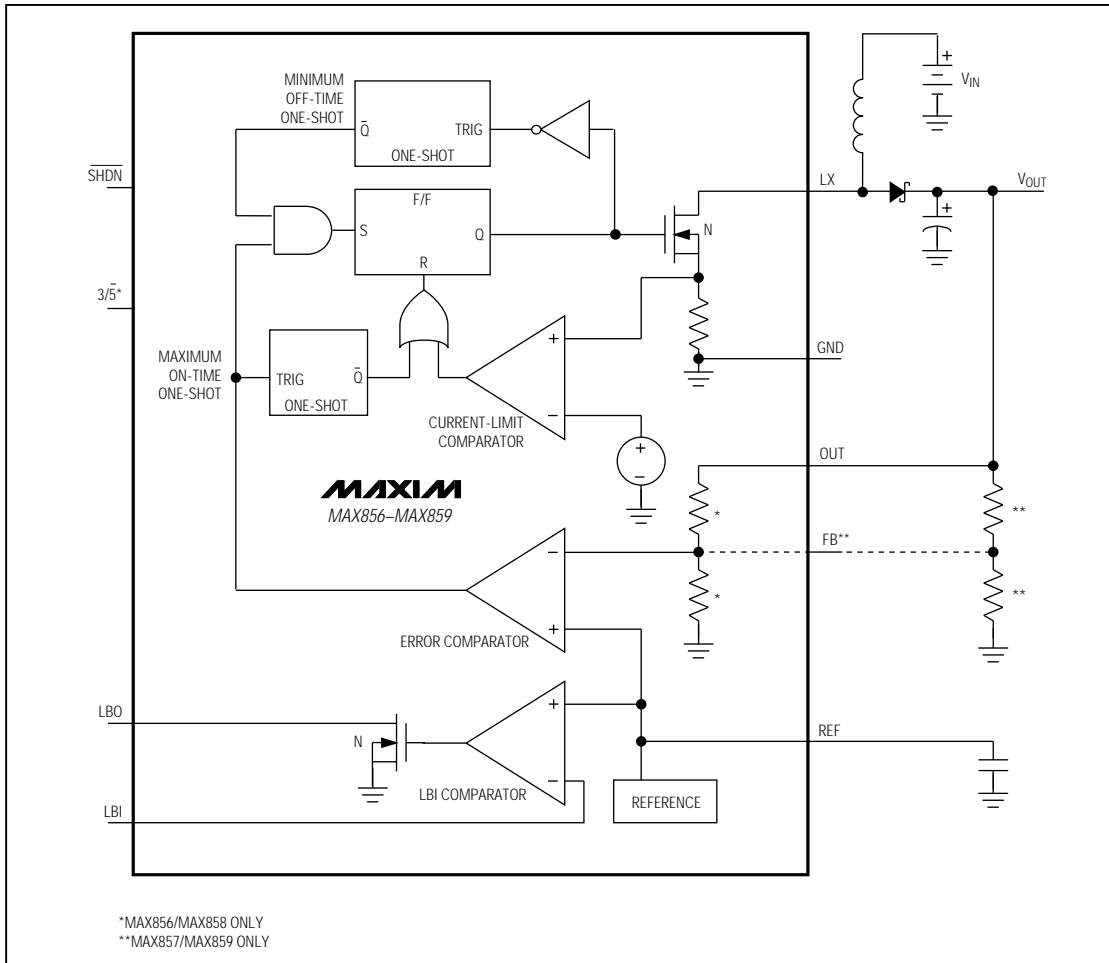 MINIMUM
OFF-TIME
ONE-SHOT
Q̄
TRIG
ONE-SHOT
+
V_IN
S̅H̅D̅N̅
F/F
S
Q
R
N
LX
+
V_OUT
3/5̄*
MAXIMUM
ON-TIME
ONE-SHOT
TRIG
Q̄
ONE-SHOT
+
−
CURRENT-LIMIT
COMPARATOR
GND
+
−
MAXIM
MAX856–MAX859
OUT
*
**
FB**
*
**
−
+
ERROR COMPARATOR
LBO
N
+
−
LBI COMPARATOR
REFERENCE
REF
LBI
*MAX856/MAX858 ONLY
**MAX857/MAX859 ONLY